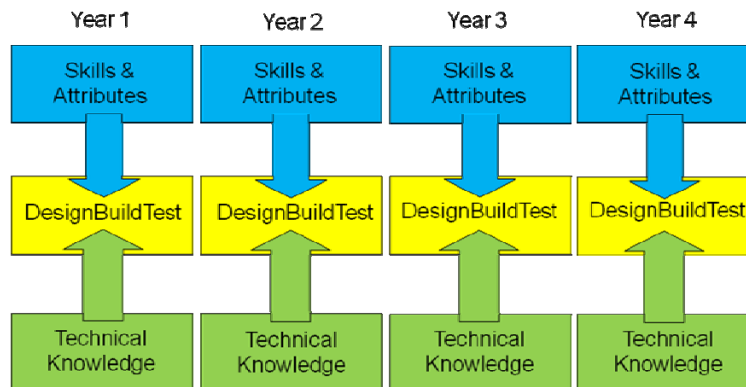 Year 1 Year 2 Year 3 Year 4
Skills & Skills & Skills & Skills &
Attributes Attributes Attributes Attributes
DesignBuildTest DesignBuildTest DesignBuildTest DesignBuildTest
Technical Technical Technical Technical
Knowledge Knowledge Knowledge Knowledge